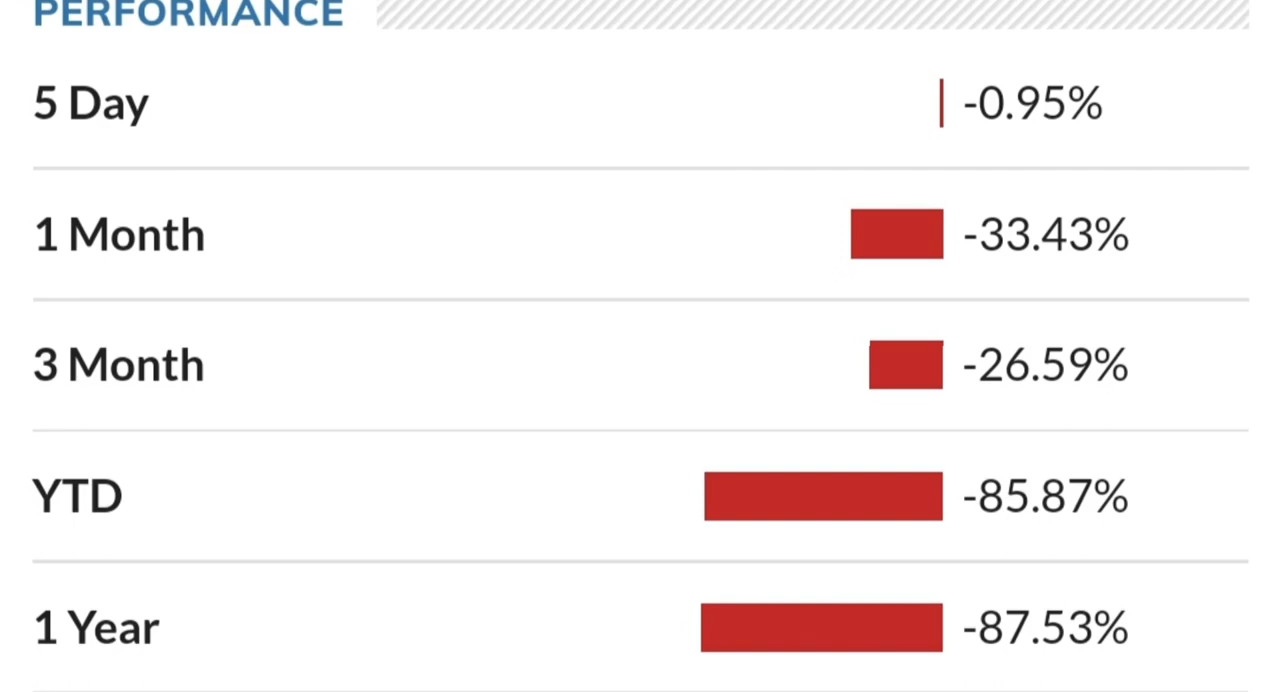 PERFORMANCE
5 Day -0.95%
1 Month -33.43%
3 Month -26.59%
YTD -85.87%
1 Year -87.53%